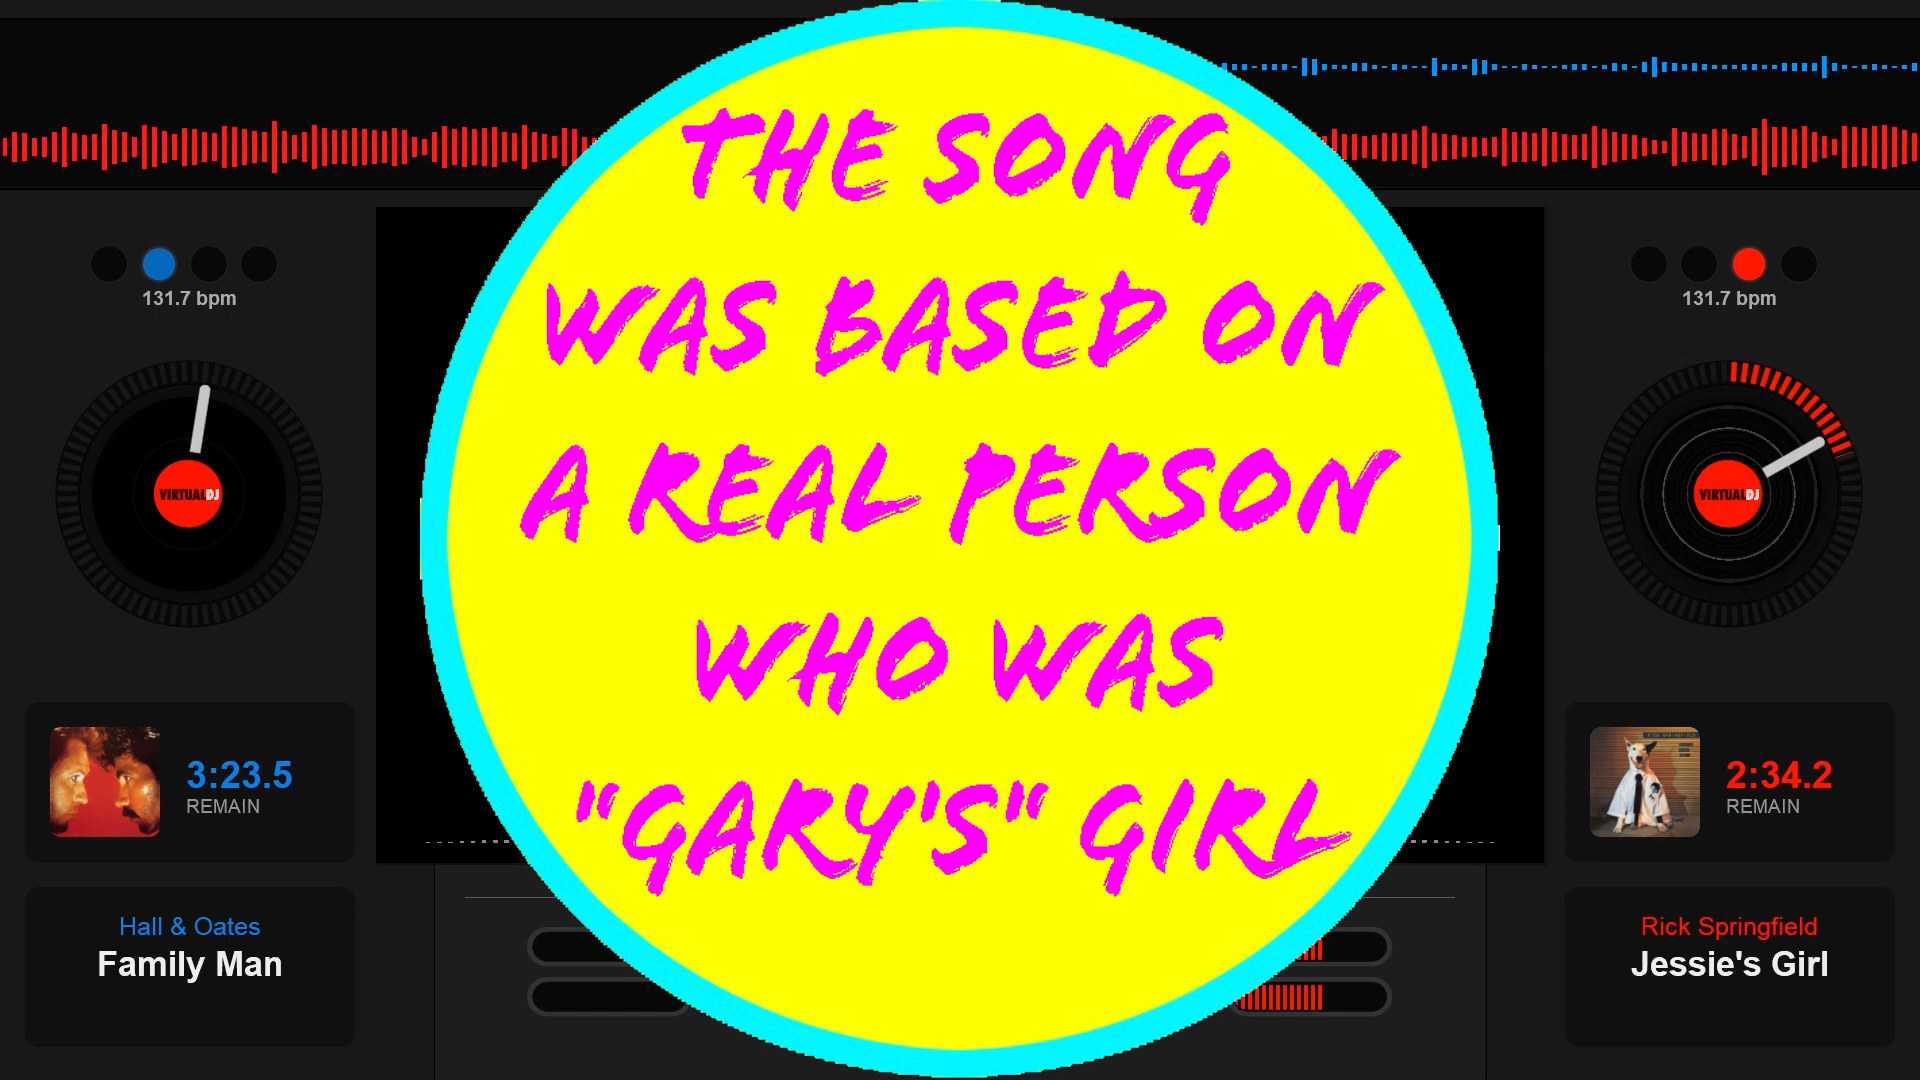 THE SONG
WAS BASED ON
A REAL PERSON
WHO WAS
"GARY'S" GIRL
131.7 bpm
131.7 bpm
VIRTUALDJ
VIRTUALDJ
3:23.5
REMAIN
2:34.2
REMAIN
Hall & Oates
Family Man
Rick Springfield
Jessie's Girl